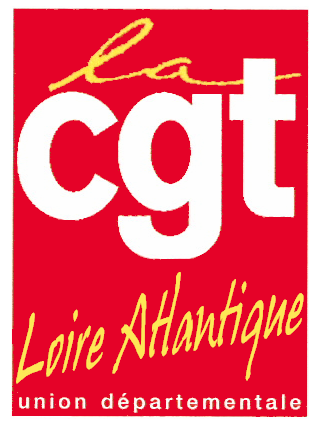 la
cgt
Loire Atlantique
union départementale